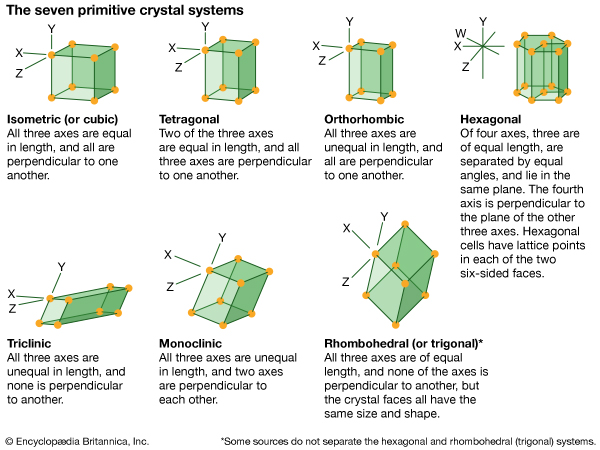 The seven primitive crystal systems
Y
X
Z
Isometric (or cubic)
All three axes are equal
in length, and all are
perpendicular to one
another.
Y
X
Z
Tetragonal
Two of the three axes
are equal in length, and all
three axes are perpendicular
to one another.
Y
X
Z
Orthorhombic
All three axes are
unequal in length, and
all are perpendicular
to one another.
Y
W
X
Z
Hexagonal
Of four axes, three are
of equal length, are
separated by equal
angles, and lie in the
same plane. The fourth
axis is perpendicular to
the plane of the other
three axes. Hexagonal
cells have lattice points
in each of the two
six-sided faces.
Y
X
Z
Triclinic
All three axes are
unequal in length, and
none is perpendicular
to another.
Y
X
Z
Monoclinic
All three axes are unequal
in length, and two axes
are perpendicular to
each other.
Y
X
Z
Rhombohedral (or trigonal)*
All three axes are of equal
length, and none of the axes is
perpendicular to another, but
the crystal faces all have the
same size and shape.
© Encyclopædia Britannica, Inc.
*Some sources do not separate the hexagonal and rhombohedral (trigonal) systems.